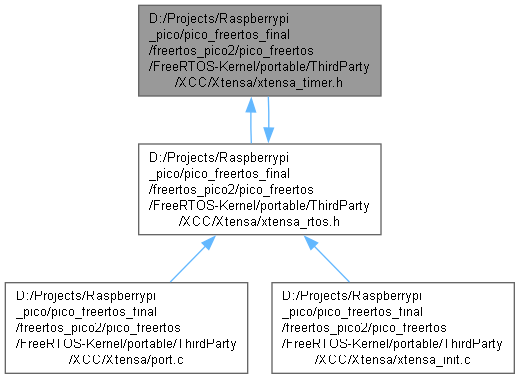 D:/Projects/Raspberrypi
_pico/pico_freertos_final
/freertos_pico2/pico_freertos
/FreeRTOS-Kernel/portable/ThirdParty
/XCC/Xtensa/xtensa_timer.h
D:/Projects/Raspberrypi
_pico/pico_freertos_final
/freertos_pico2/pico_freertos
/FreeRTOS-Kernel/portable/ThirdParty
/XCC/Xtensa/xtensa_rtos.h
D:/Projects/Raspberrypi
_pico/pico_freertos_final
/freertos_pico2/pico_freertos
/FreeRTOS-Kernel/portable/ThirdParty
/XCC/Xtensa/port.c
D:/Projects/Raspberrypi
_pico/pico_freertos_final
/freertos_pico2/pico_freertos
/FreeRTOS-Kernel/portable/ThirdParty
/XCC/Xtensa/xtensa_init.c